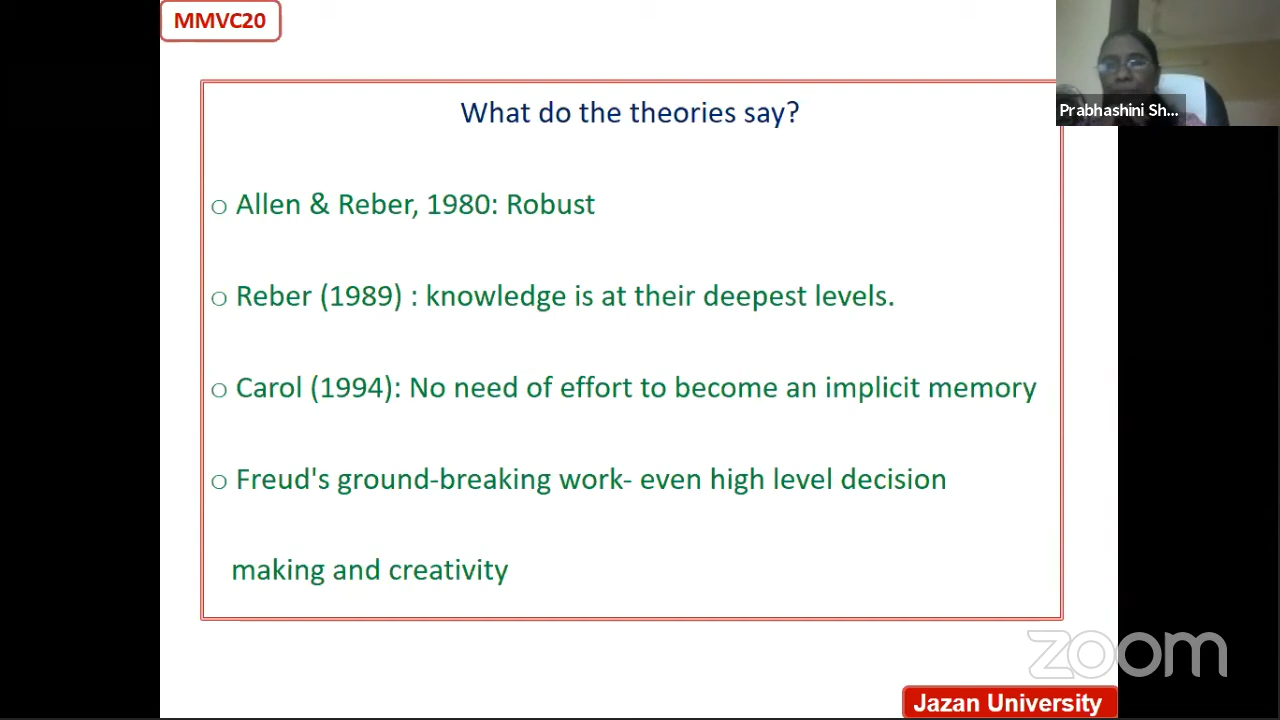 MMVC20
Prabhashini Sh...
What do the theories say?
o Allen & Reber, 1980: Robust
o Reber (1989) : knowledge is at their deepest levels.
o Carol (1994): No need of effort to become an implicit memory
o Freud's ground-breaking work- even high level decision
making and creativity
zoom
Jazan University